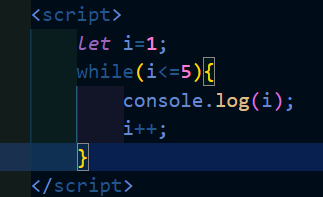 <script>
let i=1;
while(i<=5){
console.log(i);
i++;
}
</script>